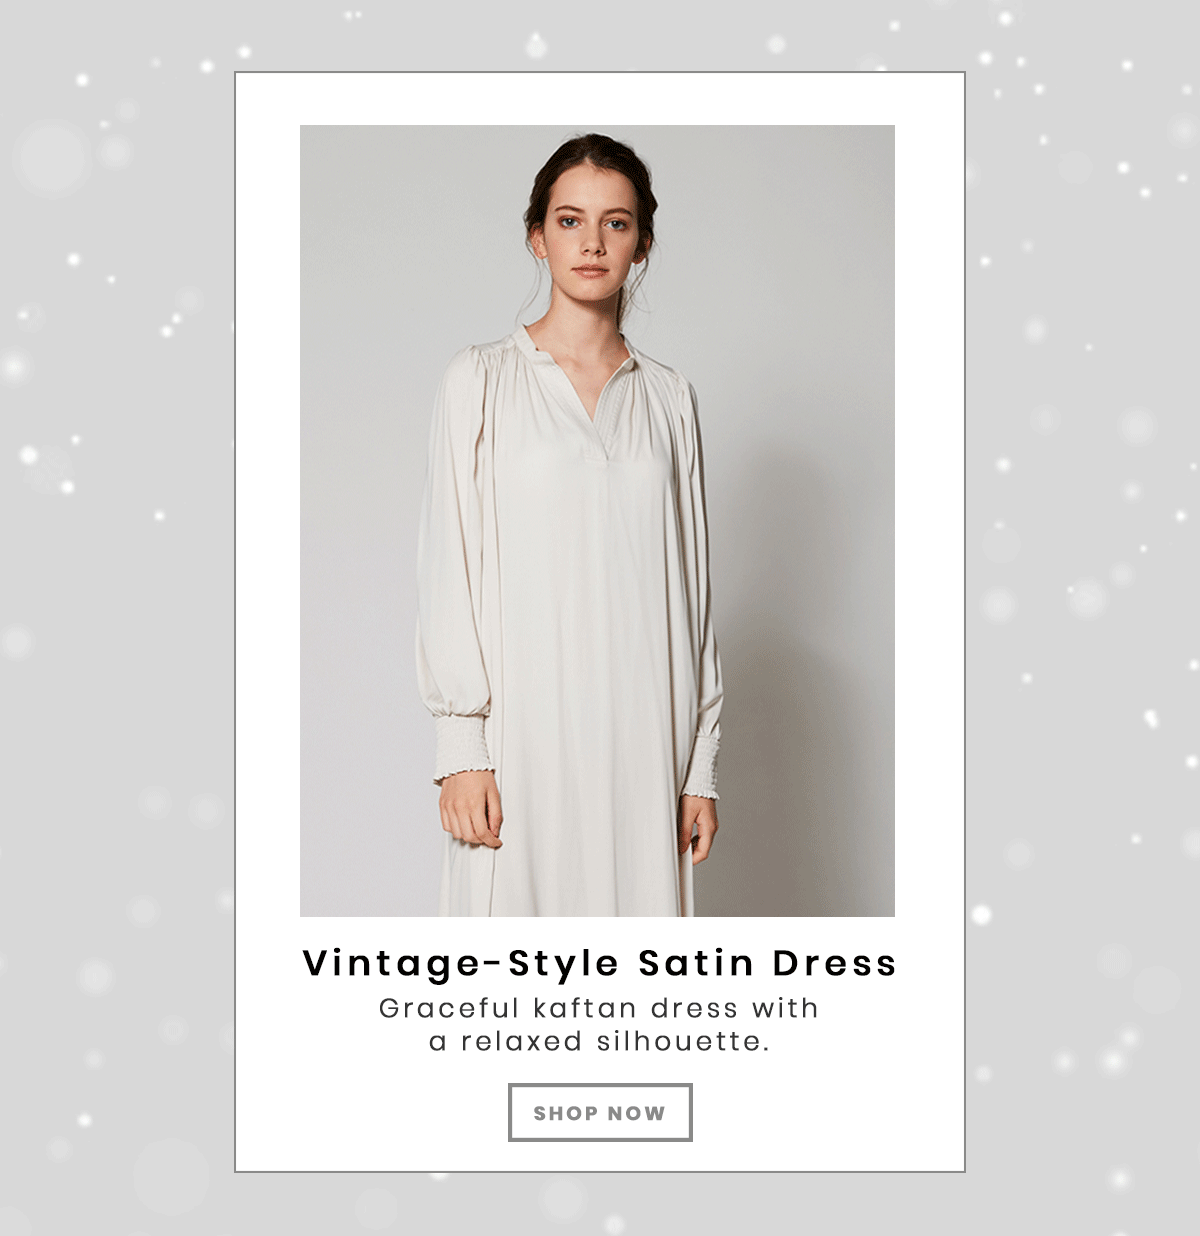 Vintage-Style Satin Dress
Graceful kaftan dress with
a relaxed silhouette.
SHOP NOW